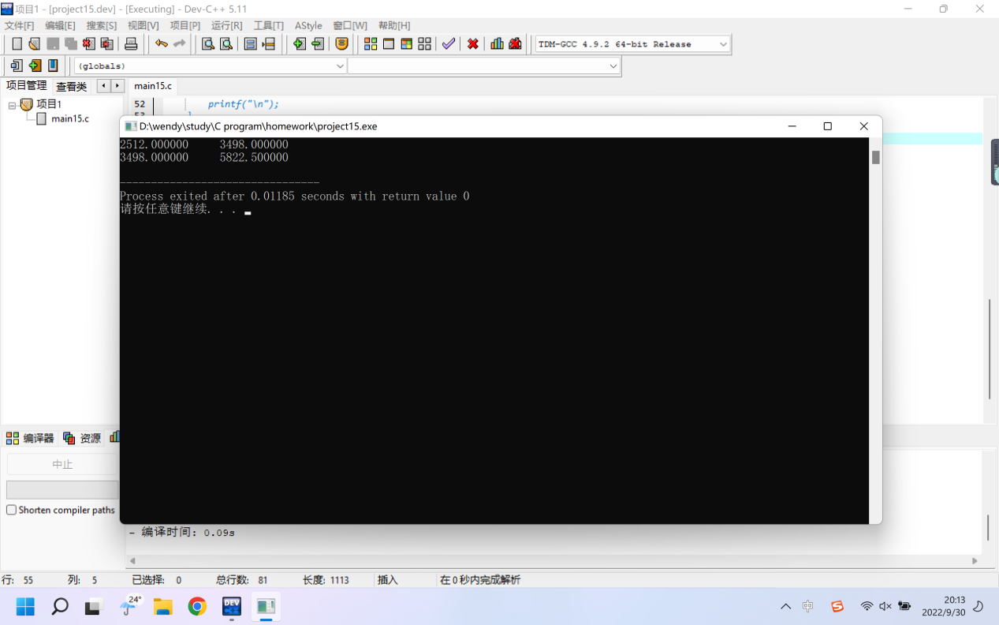 项目1 - [project15.dev] - [Executing] - Dev-C++ 5.11
文件[F] 编辑[E] 搜索[S] 视图[V] 项目[P] 运行[R] 工具[T] AStyle 窗口[W] 帮助[H]
TDM-GCC 4.9.2 64-bit Release
(globals)
项目管理 查看类 main15.c
项目1
main15.c
52 printf("\n");
D:\wendy\study\C program\homework\project15.exe
2512.000000 3498.000000
3498.000000 5822.500000
--------------------------------
Process exited after 0.01185 seconds with return value 0
请按任意键继续. . .
编译器 资源
中止
Shorten compiler paths
- 编译时间: 0.09s
行: 55 列: 5 已选择: 0 总行数: 81 长度: 1113 插入 在 0 秒内完成解析
24°
DEV
中
20:13
2022/9/30